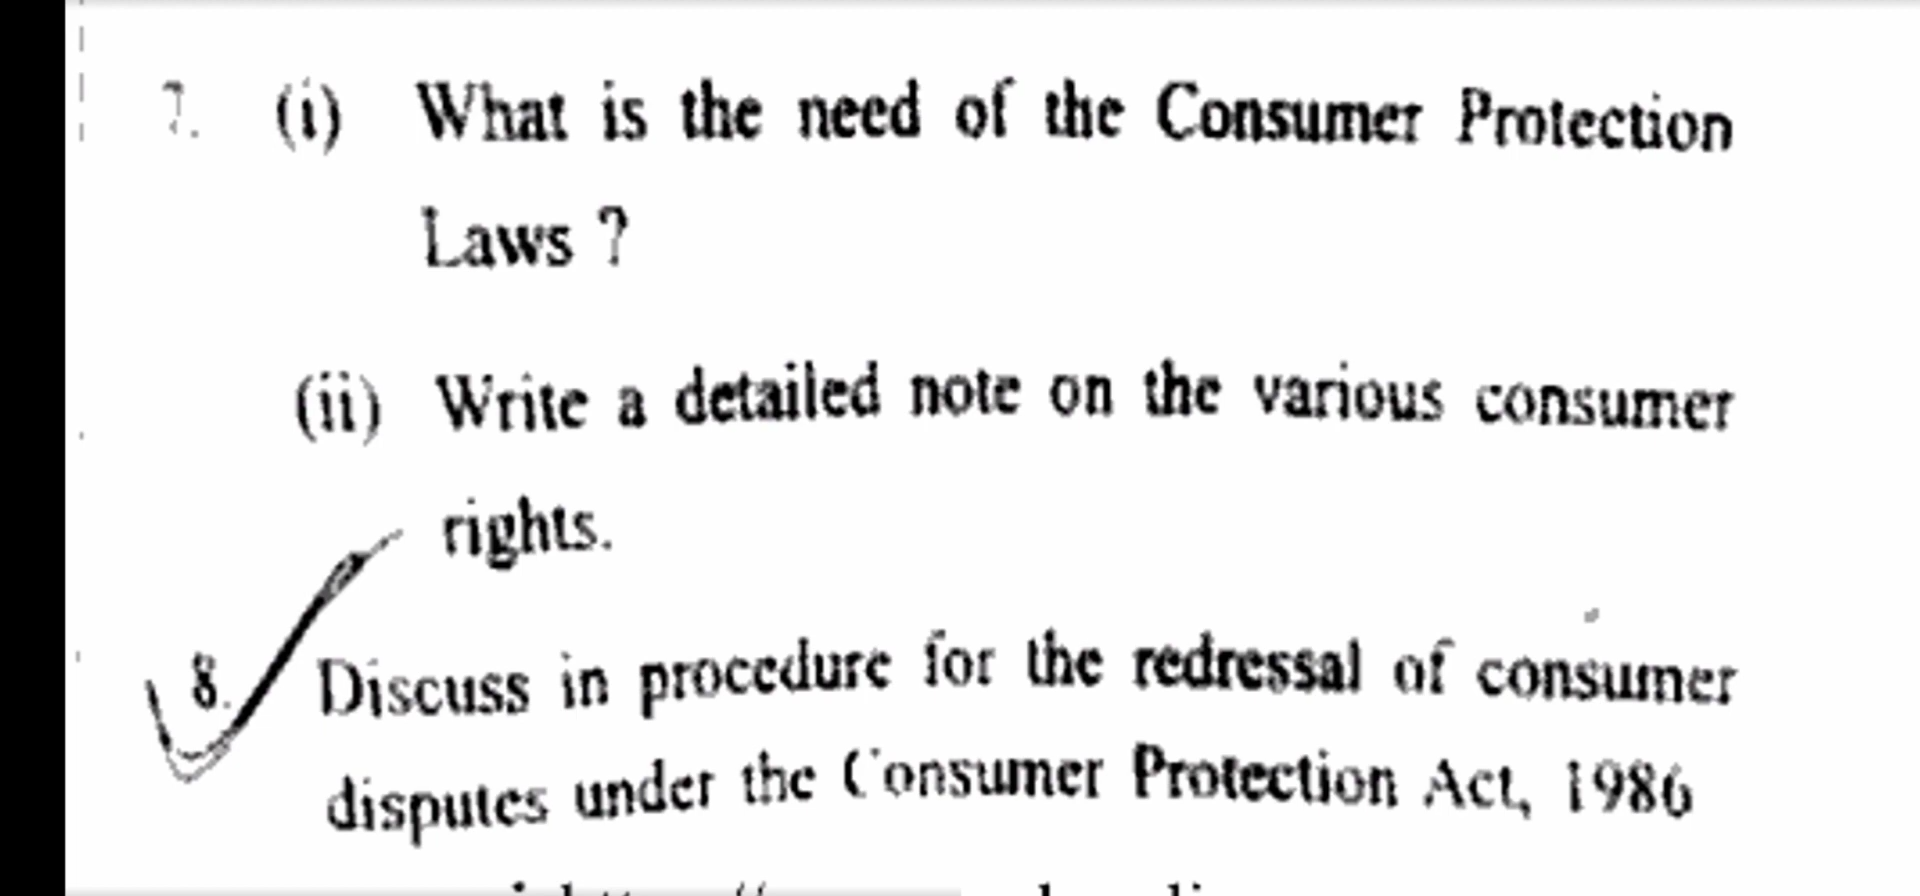 7. (i) What is the need of the Consumer Protection
Laws ?
(ii) Write a detailed note on the various consumer
rights.
8. Discuss in procedure for the redressal of consumer
disputes under the Consumer Protection Act, 1986